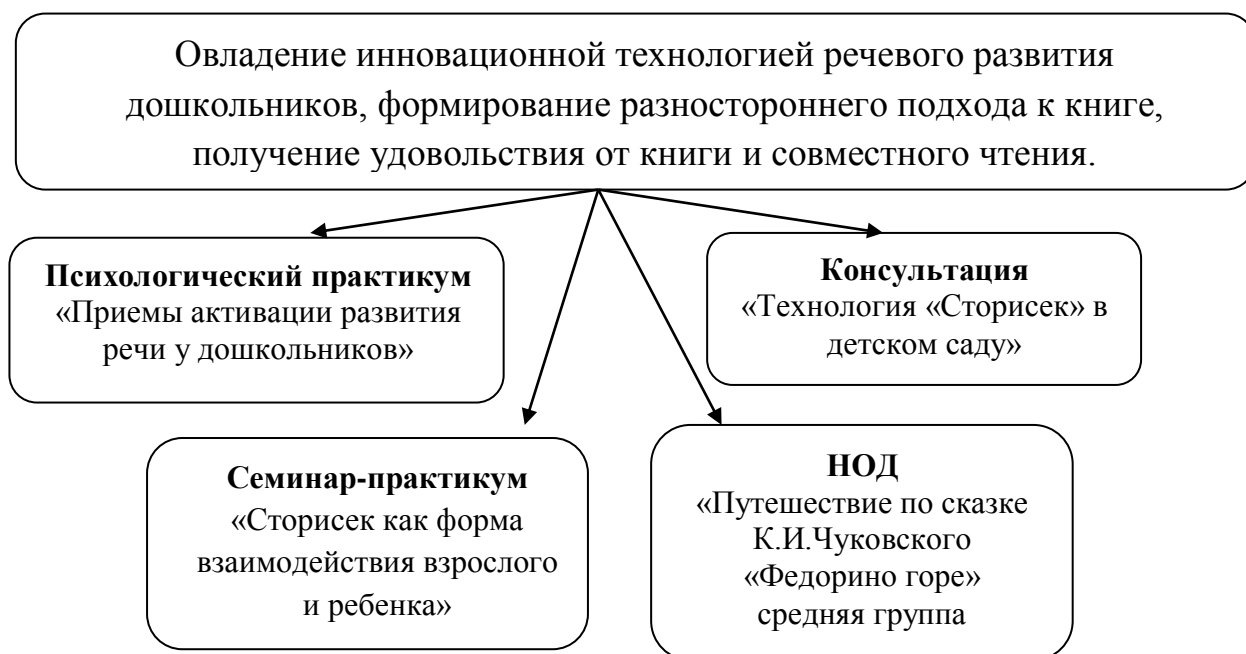 Овладение инновационной технологией речевого развития
дошкольников, формирование разностороннего подхода к книге,
получение удовольствия от книги и совместного чтения.
Психологический практикум
«Приемы активации развития
речи у дошкольников»
Консультация
«Технология «Сторисек» в
детском саду»
Семинар-практикум
«Сторисек как форма
взаимодействия взрослого
и ребенка»
НОД
«Путешествие по сказке
К.И.Чуковского
«Федорино горе»
средняя группа